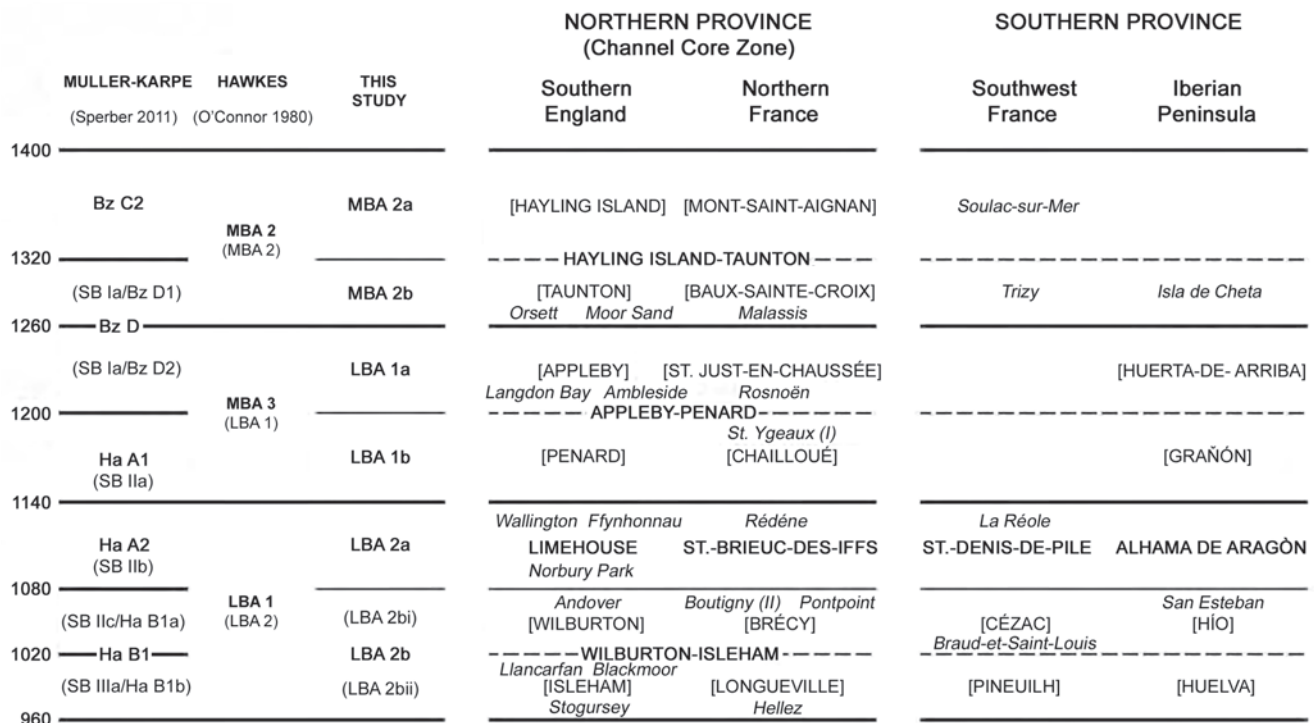 NORTHERN PROVINCE SOUTHERN PROVINCE
(Channel Core Zone)
MULLER-KARPE HAWKES THIS STUDY Southern England Northern France Southwest France Iberian Peninsula
(Sperber 2011) (O'Connor 1980)
1400
Bz C2 MBA 2a [HAYLING ISLAND] [MONT-SAINT-AIGNAN] Soulac-sur-Mer
MBA 2
(MBA 2)
1320 HAYLING ISLAND-TAUNTON
(SB Ia/Bz D1) MBA 2b [TAUNTON] [BAUX-SAINTE-CROIX] Trizy Isla de Cheta
Orsett Moor Sand Malassis
1260 Bz D
(SB Ia/Bz D2) LBA 1a [APPLEBY] [ST. JUST-EN-CHAUSSÉE] [HUERTA-DE- ARRIBA]
Langdon Bay Ambleside Rosnoën
MBA 3
1200 APPLEBY-PENARD
(LBA 1)
St. Ygeaux (I)
Ha A1 LBA 1b [PENARD] [CHAILLOUÉ] [GRAÑÓN]
(SB IIa)
1140
Wallington Ffynhonnau Rédéne La Réole
Ha A2 LBA 2a LIMEHOUSE ST.-BRIEUC-DES-IFFS ST.-DENIS-DE-PILE ALHAMA DE ARAGÒN
(SB IIb) Norbury Park
1080
LBA 1 Andover Boutigny (II) Pontpoint San Esteban
(SB IIc/Ha B1a) (LBA 2) (LBA 2bi) [WILBURTON] [BRÉCY] [CÉZAC] [HÍO]
Braud-et-Saint-Louis
1020 Ha B1 LBA 2b WILBURTON-ISLEHAM
Llancarfan Blackmoor
(SB IIIa/Ha B1b) (LBA 2bii) [ISLEHAM] [LONGUEVILLE] [PINEUILH] [HUELVA]
Stogursey Hellez
960